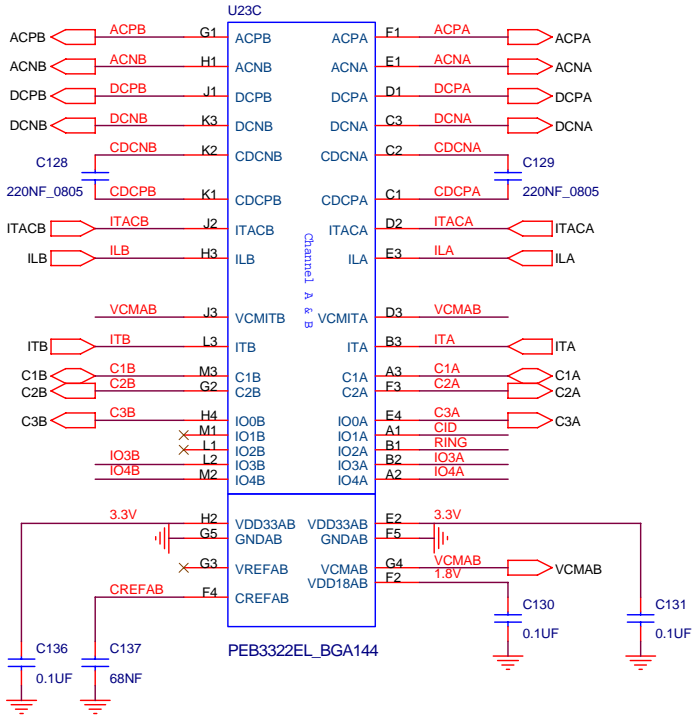 U23C
ACPB ACPB G1 ACPB ACPA F1 ACPA ACPA
ACNB ACNB H1 ACNB ACNA E1 ACNA ACNA
DCPB DCPB J1 DCPB DCPA D1 DCPA DCPA
DCNB DCNB K3 DCNB DCNA C3 DCNA DCNA
CDCNB K2 CDCNB CDCNA C2 CDCNA
C128 C129
220NF_0805 CDCPB K1 CDCPB CDCPA C1 CDCPA 220NF_0805
ITACB ITACB J2 ITACB ITACA D2 ITACA ITACA
ILB ILB H3 ILB ILA E3 ILA ILA
Channel A & B
VCMAB J3 VCMITB VCMITA D3 VCMAB
ITB ITB L3 ITB ITA B3 ITA ITA
C1B C1B M3 C1B C1A A3 C1A C1A
C2B C2B G2 C2B C2A F3 C2A C2A
C3B C3B H4 IO0B IO0A E4 C3A C3A
M1 IO1B IO1A A1 CID
L1 IO2B IO2A B1 RING
IO3B L2 IO3B IO3A B2 IO3A
IO4B M2 IO4B IO4A A2 IO4A
3.3V H2 VDD33AB VDD33AB E2 3.3V
G5 GNDAB GNDAB F5
G3 VREFAB VCMAB G4 VCMAB VCMAB
VDD18AB F2 1.8V
CREFAB F4 CREFAB
C130 C131
0.1UF 0.1UF
C136 C137 PEB3322EL_BGA144
0.1UF 68NF